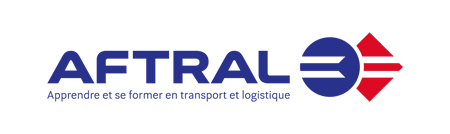 AFTRAL
Apprendre et se former en transport et logistique